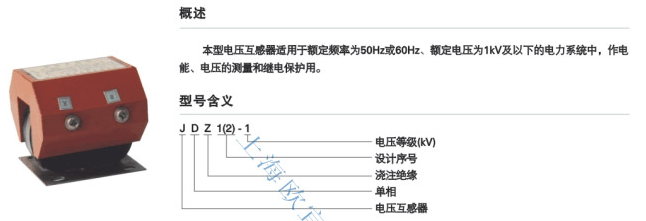 概述
本型电压互感器适用于额定频率为50Hz或60Hz、额定电压为1kV及以下的电力系统中，作电
能、电压的测量和继电保护用。
型号含义
J D Z 1(2)-1
电压等级(kV)
设计序号
浇注绝缘
单相
电压互感器
上海欧宜